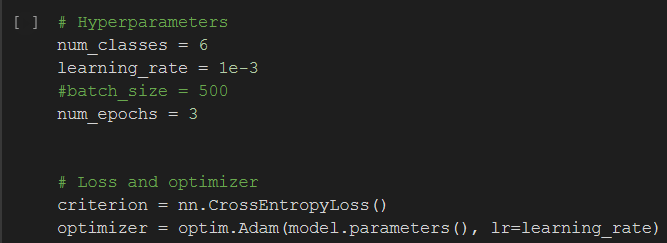 [ ] # Hyperparameters
num_classes = 6
learning_rate = 1e-3
#batch_size = 500
num_epochs = 3
# Loss and optimizer
criterion = nn.CrossEntropyLoss()
optimizer = optim.Adam(model.parameters(), lr=learning_rate)